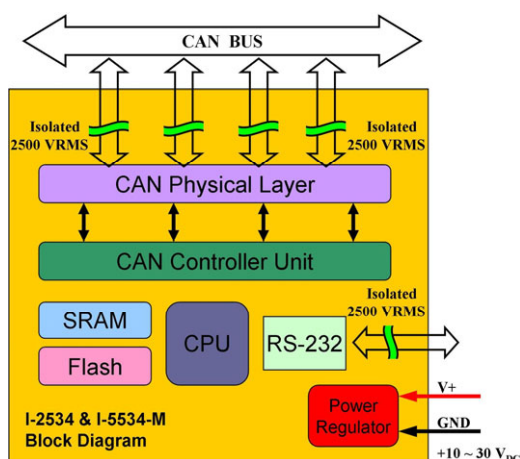 CAN BUS
Isolated
2500 VRMS
Isolated
2500 VRMS
CAN Physical Layer
CAN Controller Unit
SRAM
Flash
CPU
RS-232
Isolated
2500 VRMS
I-2534 & I-5534-M
Block Diagram
Power
Regulator
V+
GND
+10 ~ 30 VDC